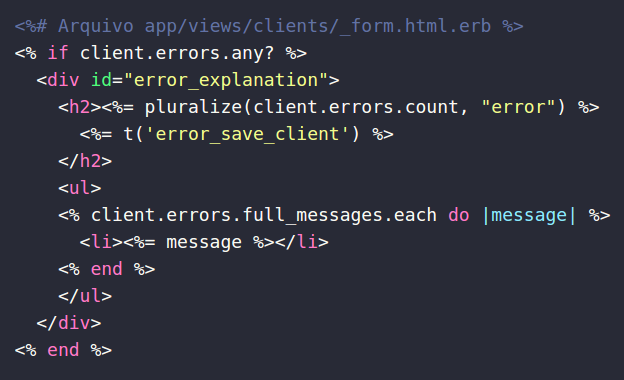 <%# Arquivo app/views/clients/_form.html.erb %>
<% if client.errors.any? %>
  <div id="error_explanation">
    <h2><%= pluralize(client.errors.count, "error") %>
      <%= t('error_save_client') %>
    </h2>
    <ul>
    <% client.errors.full_messages.each do |message| %>
      <li><%= message %></li>
    <% end %>
    </ul>
  </div>
<% end %>